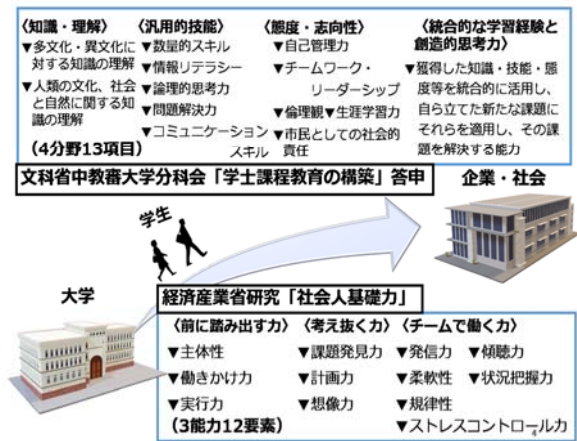 〈知識・理解〉
▼多文化・異文化に
対する知識の理解
▼人類の文化、社会
と自然に関する知
識の理解
(4分野13項目)
〈汎用的技能〉
▼数量的スキル
▼情報リテラシー
▼論理的思考力
▼問題解決力
▼コミュニケーション
スキル
〈態度・志向性〉
▼自己管理力
▼チームワーク・
リーダーシップ
▼倫理観▼生涯学習力
▼市民としての社会的
責任
〈統合的な学習経験と
創造的思考力〉
▼獲得した知識・技能・態
度等を統合的に活用し、
自ら立てた新たな課題に
それらを適用し、その課
題を解決する能力
文科省中教審大学分科会「学士課程教育の構築」答申
企業・社会
学生
大学
経済産業省研究「社会人基礎力」
〈前に踏み出す力〉
▼主体性
▼働きかけ力
▼実行力
(3能力12要素)
〈考え抜く力〉
▼課題発見力
▼計画力
▼想像力
〈チームで働く力〉
▼発信力 ▼傾聴力
▼柔軟性 ▼状況把握力
▼規律性
▼ストレスコントロール力
4